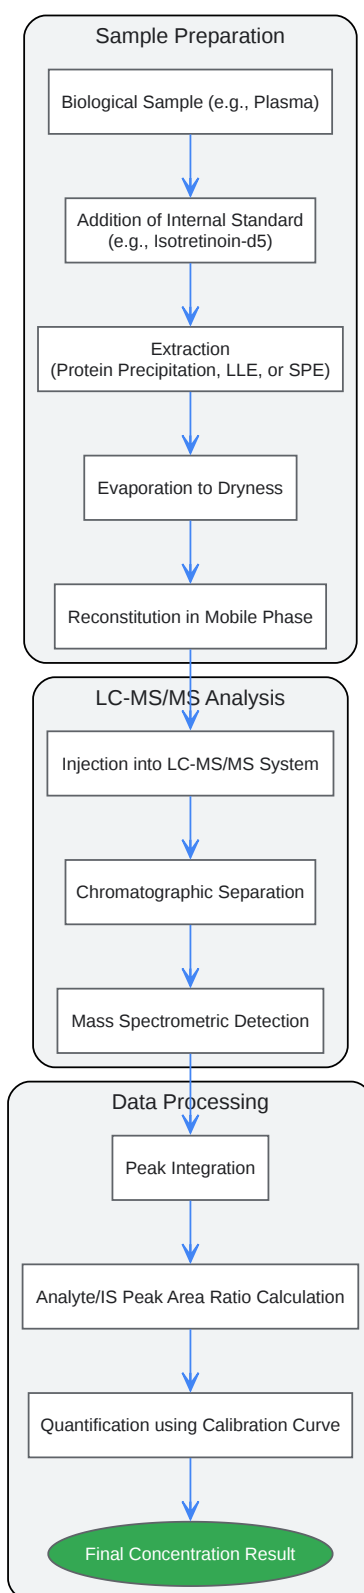 Sample Preparation
Biological Sample (e.g., Plasma)
Addition of Internal Standard
(e.g., Isotretinoin-d5)
Extraction
(Protein Precipitation, LLE, or SPE)
Evaporation to Dryness
Reconstitution in Mobile Phase
LC-MS/MS Analysis
Injection into LC-MS/MS System
Chromatographic Separation
Mass Spectrometric Detection
Data Processing
Peak Integration
Analyte/IS Peak Area Ratio Calculation
Quantification using Calibration Curve
Final Concentration Result